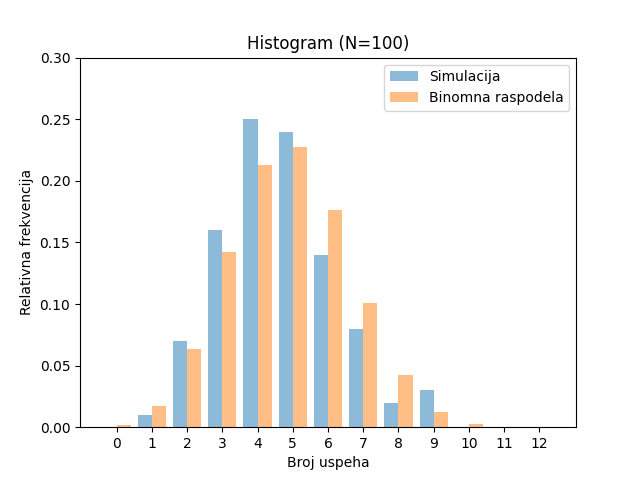 Histogram (N=100)
Simulacija
Binomna raspodela
Relativna frekvencija
0.30
0.25
0.20
0.15
0.10
0.05
0.00
0 1 2 3 4 5 6 7 8 9 10 11 12
Broj uspeha